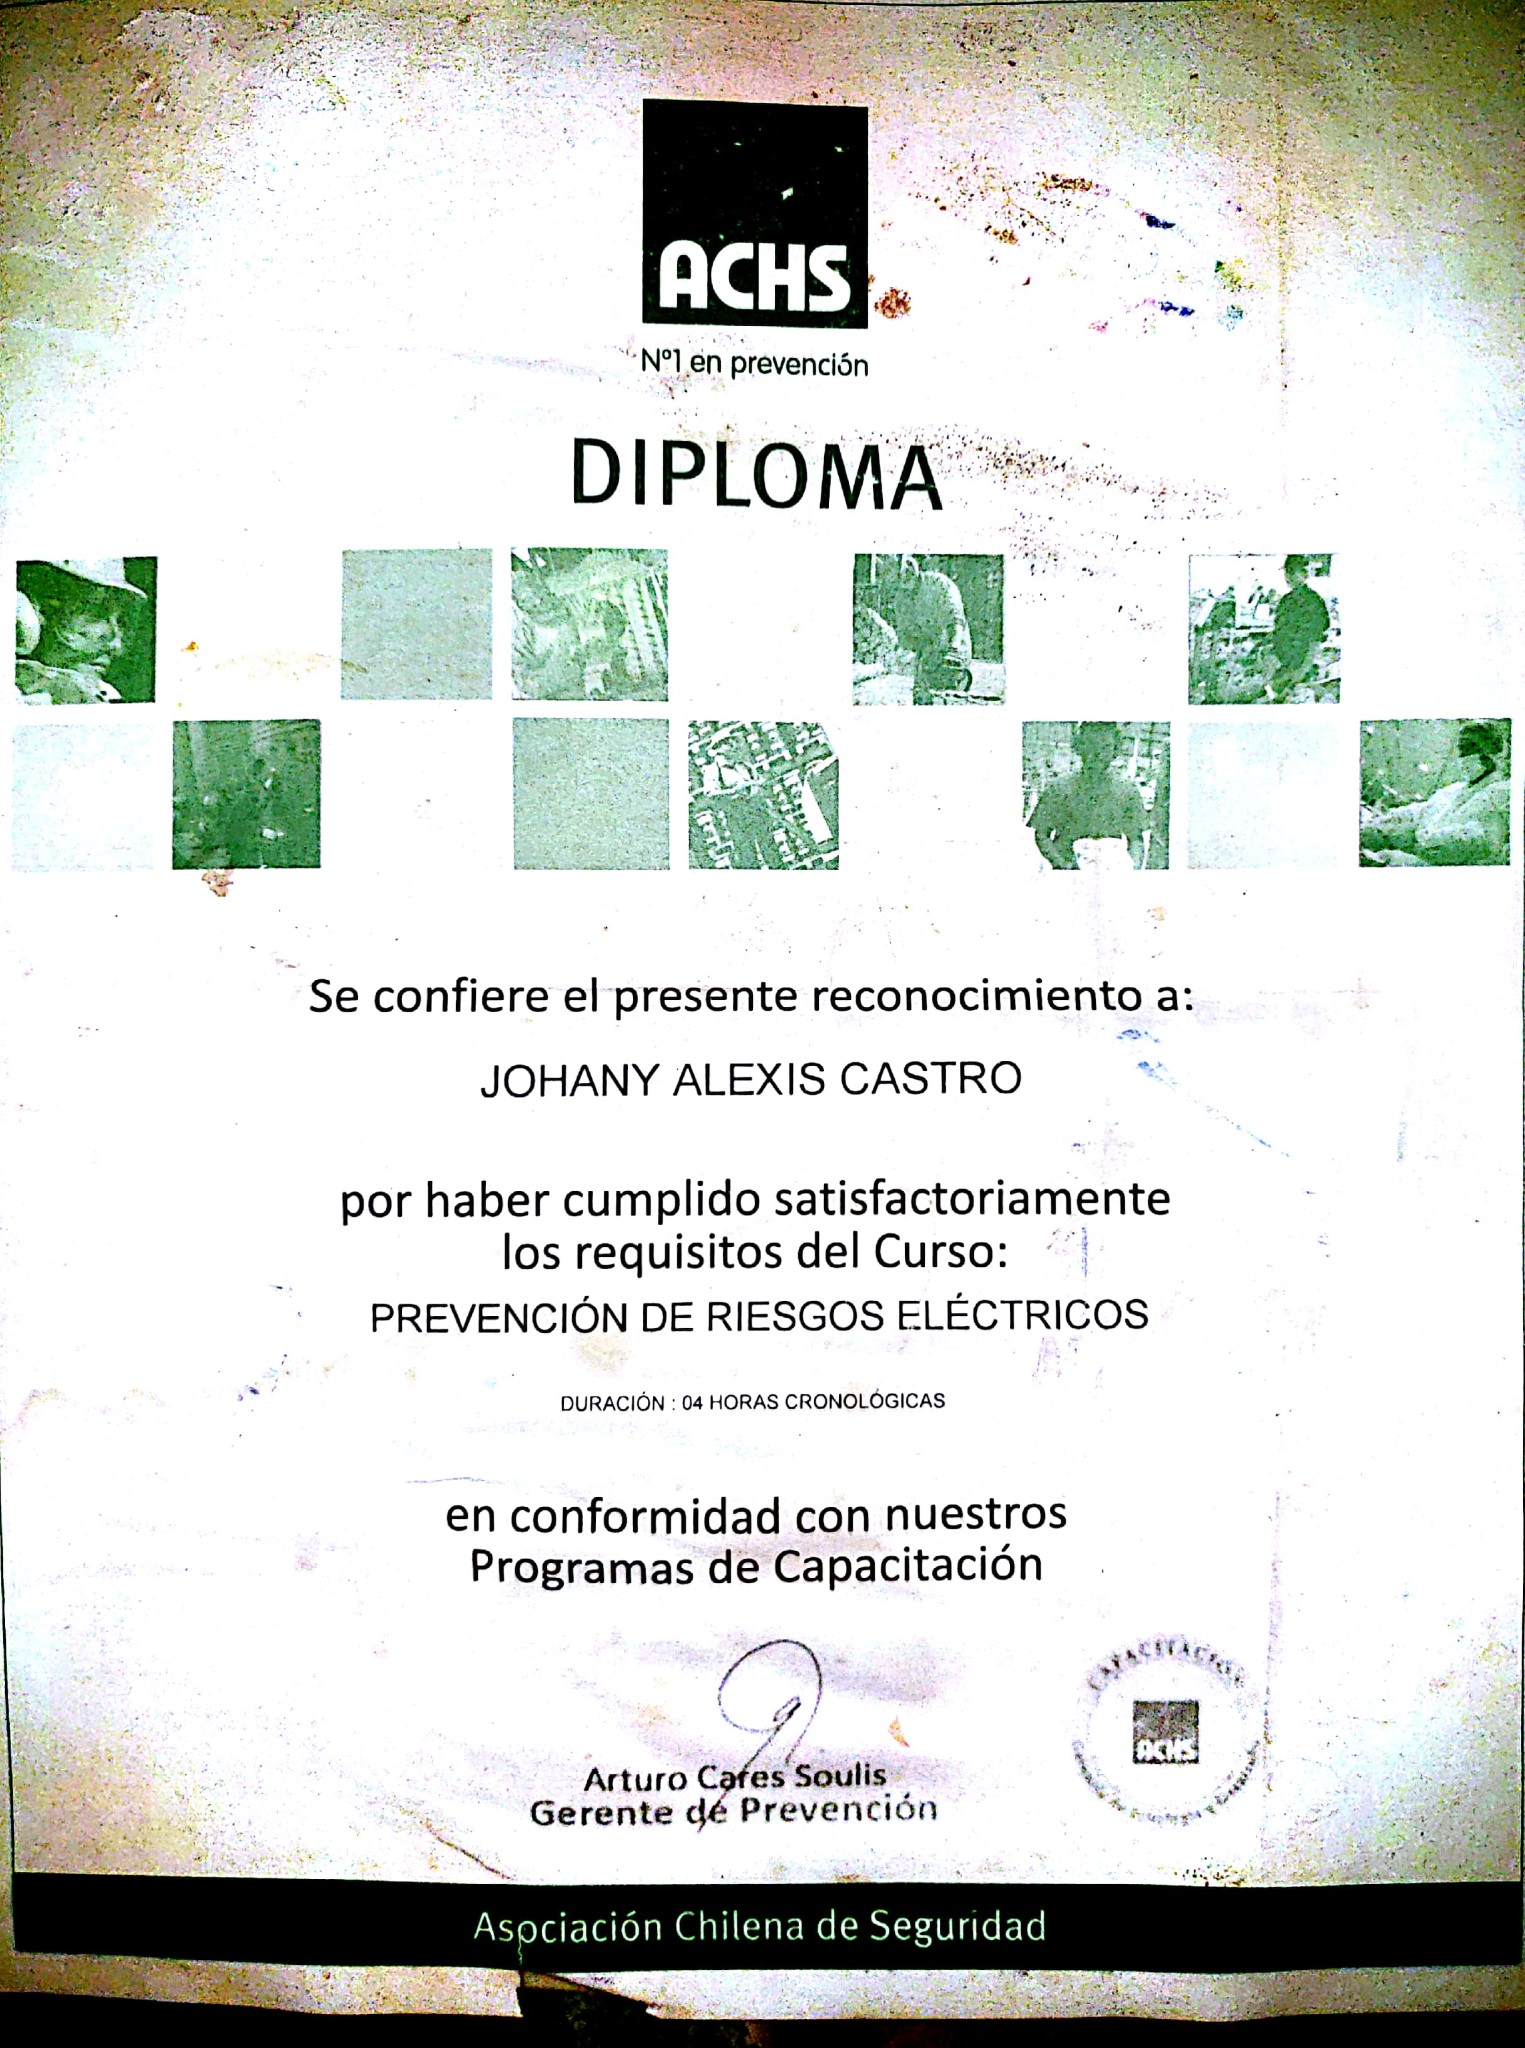 ACHS
Nº1 en prevención
DIPLOMA
Se confiere el presente reconocimiento a:
JOHANY ALEXIS CASTRO
por haber cumplido satisfactoriamente
los requisitos del Curso:
PREVENCIÓN DE RIESGOS ELÉCTRICOS
DURACIÓN : 04 HORAS CRONOLÓGICAS
en conformidad con nuestros
Programas de Capacitación
Arturo Cares Soulis
Gerente de Prevención
CAPACITACION
ACHS
Asociación Chilena de Seguridad